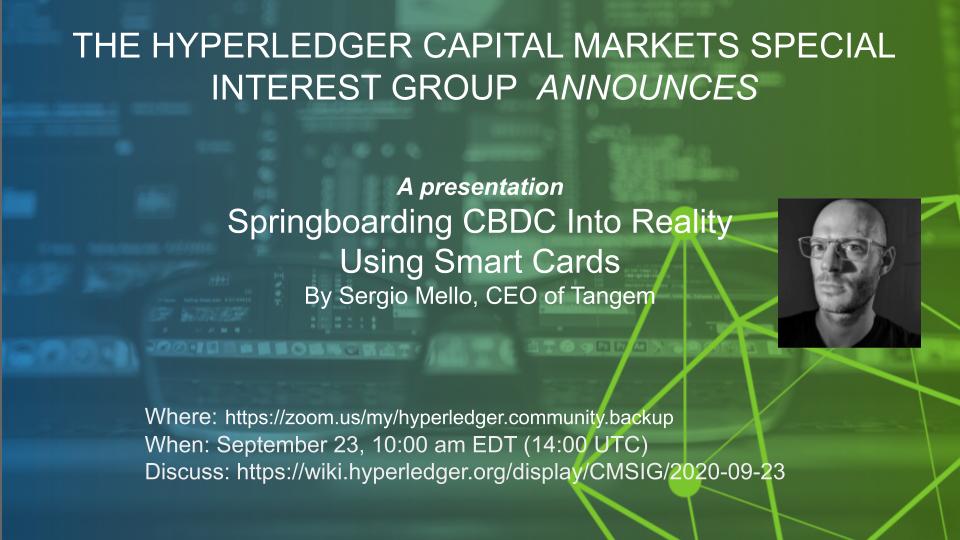 THE HYPERLEDGER CAPITAL MARKETS SPECIAL
INTEREST GROUP ANNOUNCES
A presentation
Springboarding CBDC Into Reality
Using Smart Cards
By Sergio Mello, CEO of Tangem
Where: https://zoom.us/my/hyperledger.community.backup
When: September 23, 10:00 am EDT (14:00 UTC)
Discuss: https://wiki.hyperledger.org/display/CMSIG/2020-09-23